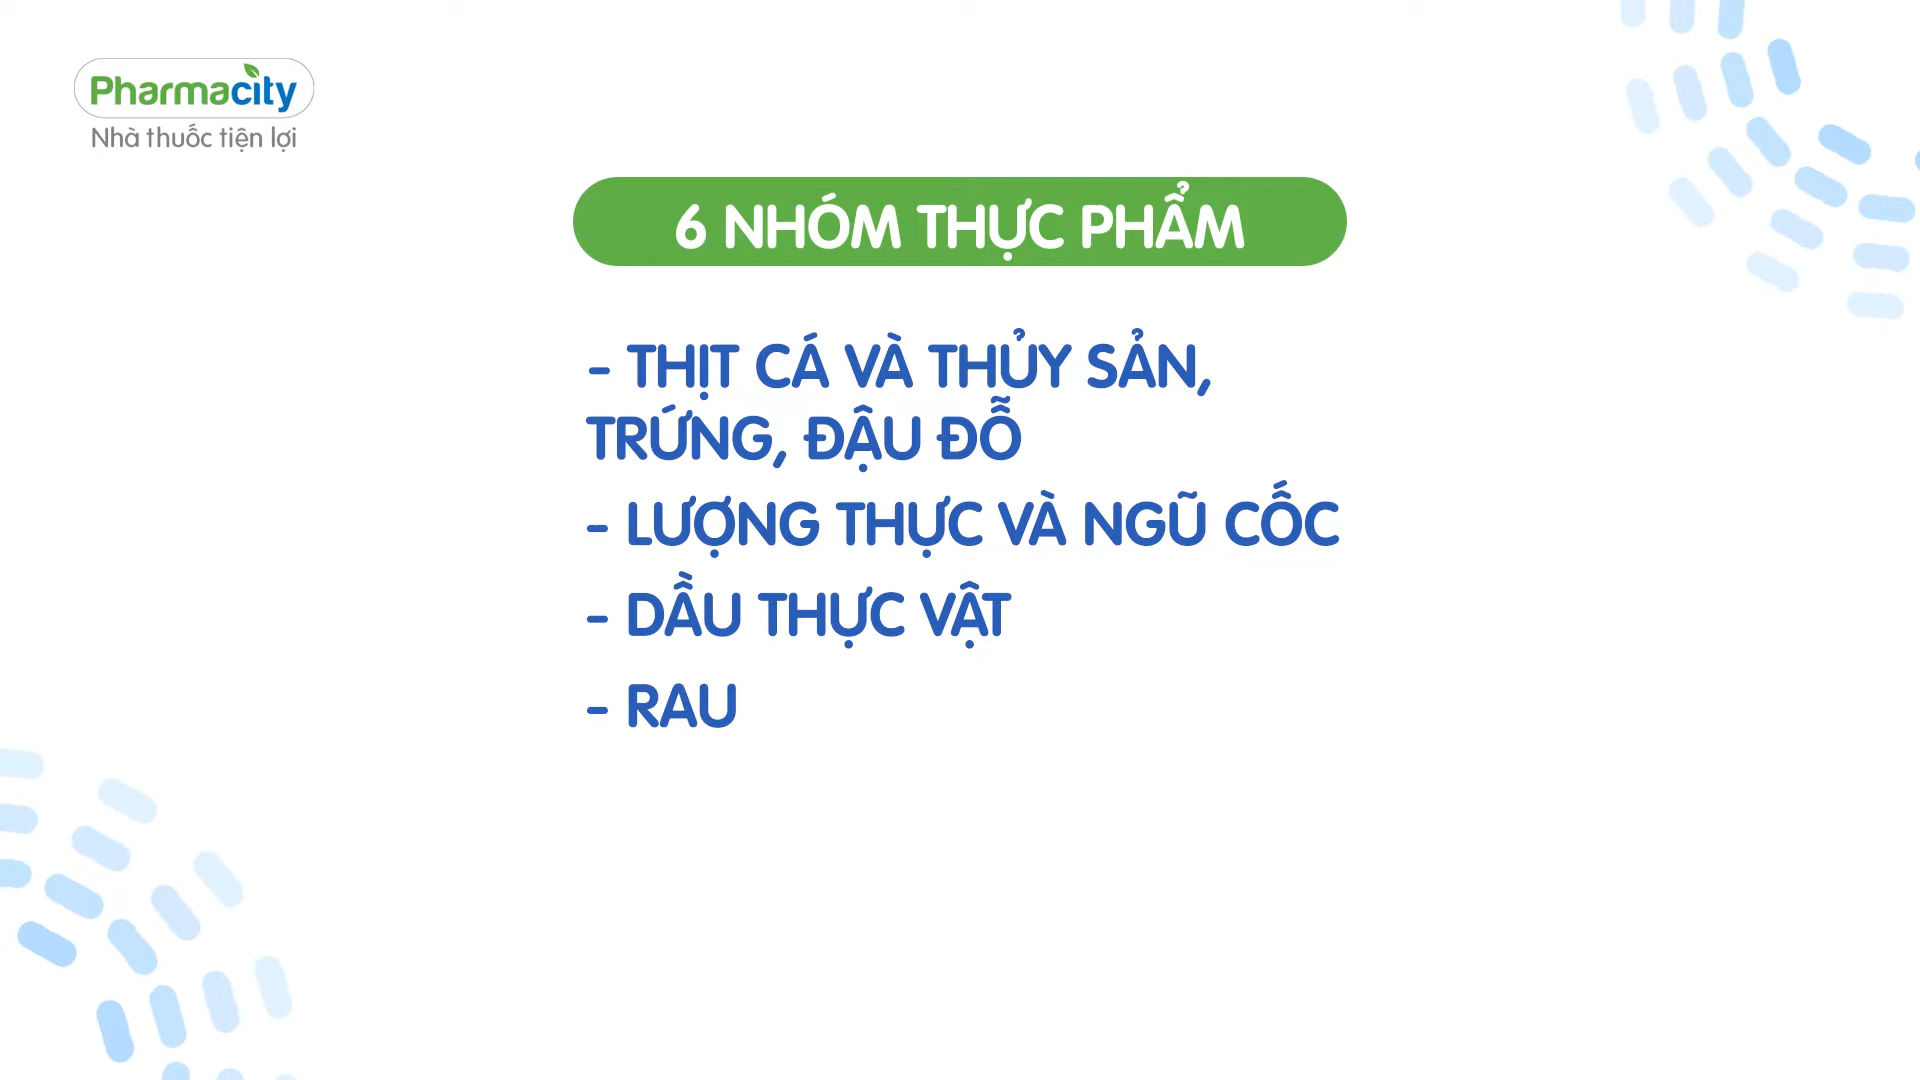 Pharmacity
Nhà thuốc tiện lợi
6 NHÓM THỰC PHẨM
- THỊT CÁ VÀ THỦY SẢN,
TRỨNG, ĐẬU ĐỖ
- LƯỢNG THỰC VÀ NGŨ CỐC
- DẦU THỰC VẬT
- RAU